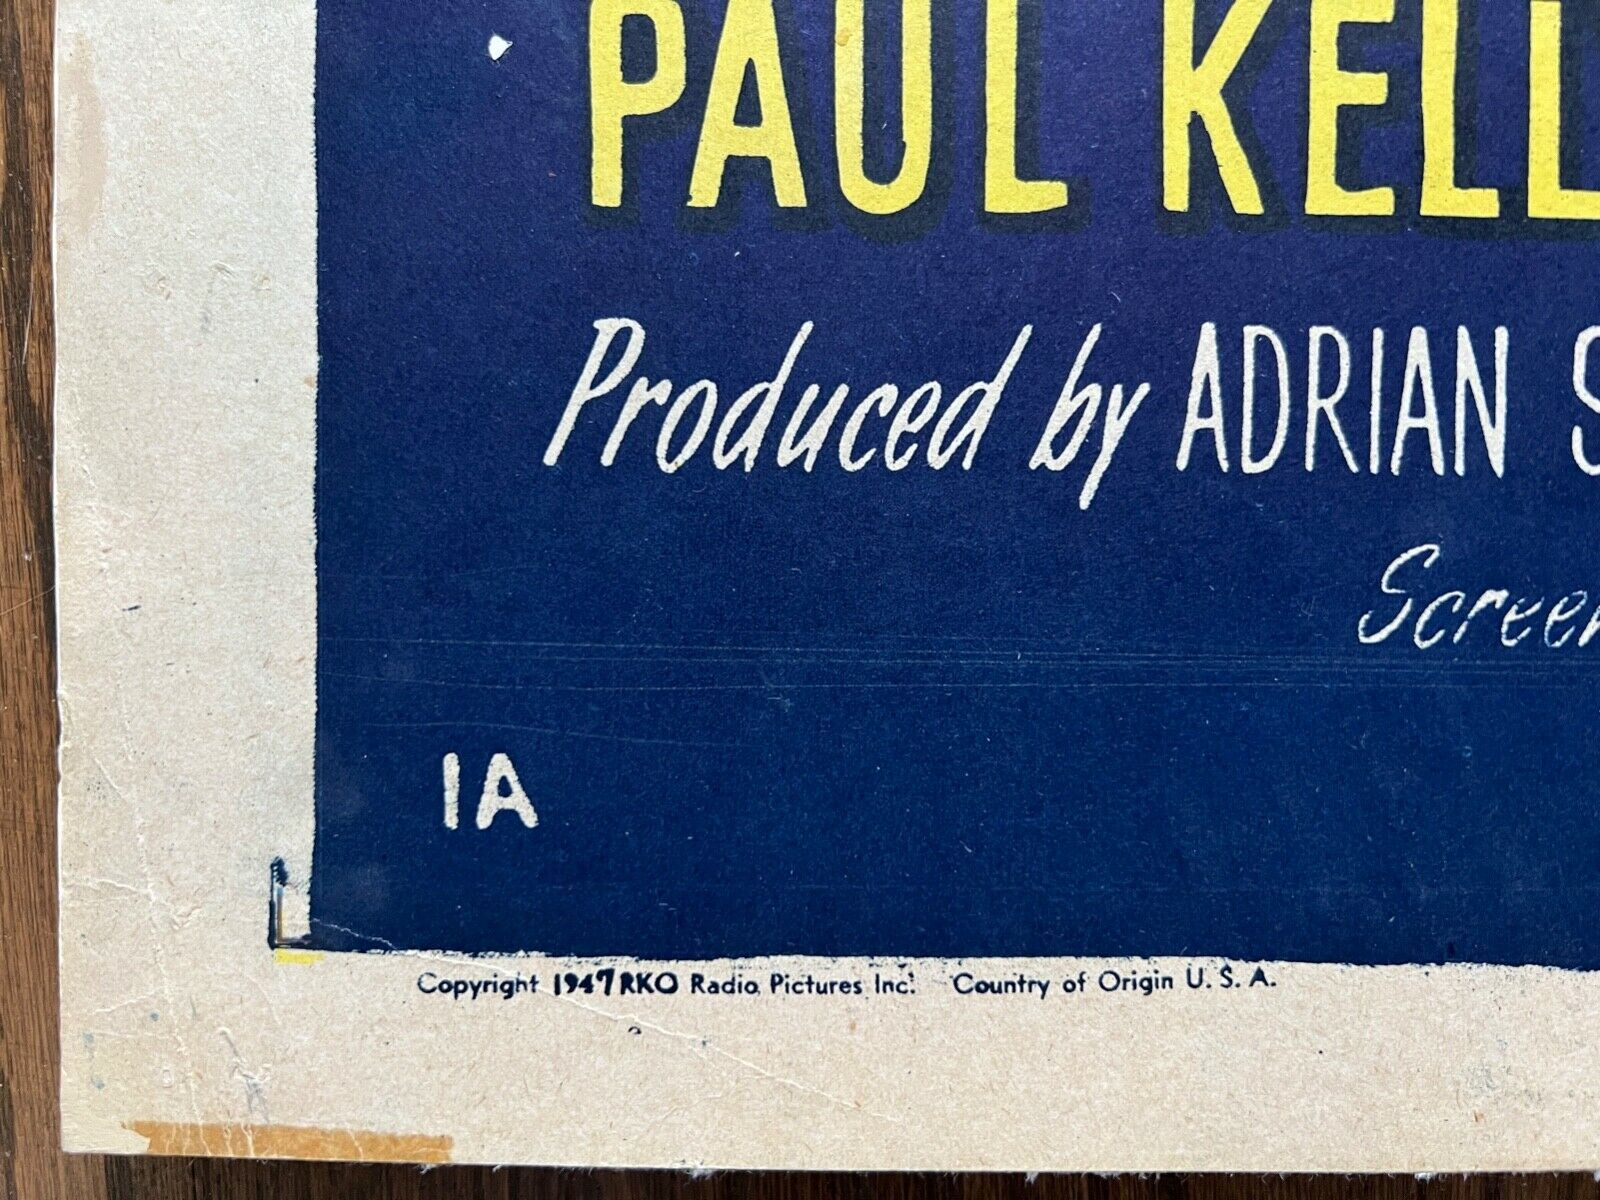 PAUL KELL
Produced by ADRIAN S
Screen
1A
Copyright 1947 RKO Radio Pictures Inc. Country of Origin U. S. A.